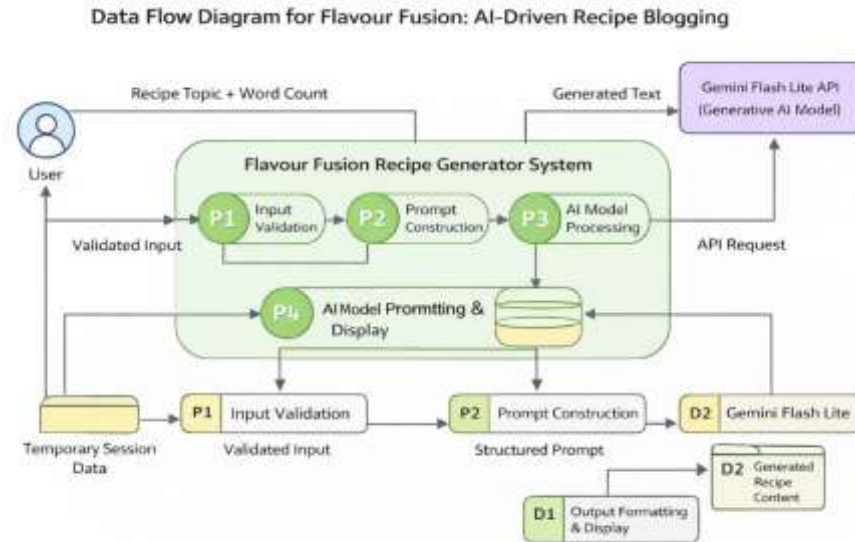 Data Flow Diagram for Flavour Fusion: AI-Driven Recipe Blogging
Recipe Topic + Word Count
Generated Text
Gemini Flash Lite API
(Generative AI Model)
User
Flavour Fusion Recipe Generator System
P1
Input
Validation
P2
Prompt
Construction
P3
AI Model
Processing
Validated Input
API Request
P4
AI Model Prormtting &
Display
P1
Input Validation
P2
Prompt Construction
D2
Gemini Flash Lite
Temporary Session
Data
Validated Input
Structured Prompt
D2
Generated
Recipe
Content
D1
Output Formatting
& Display